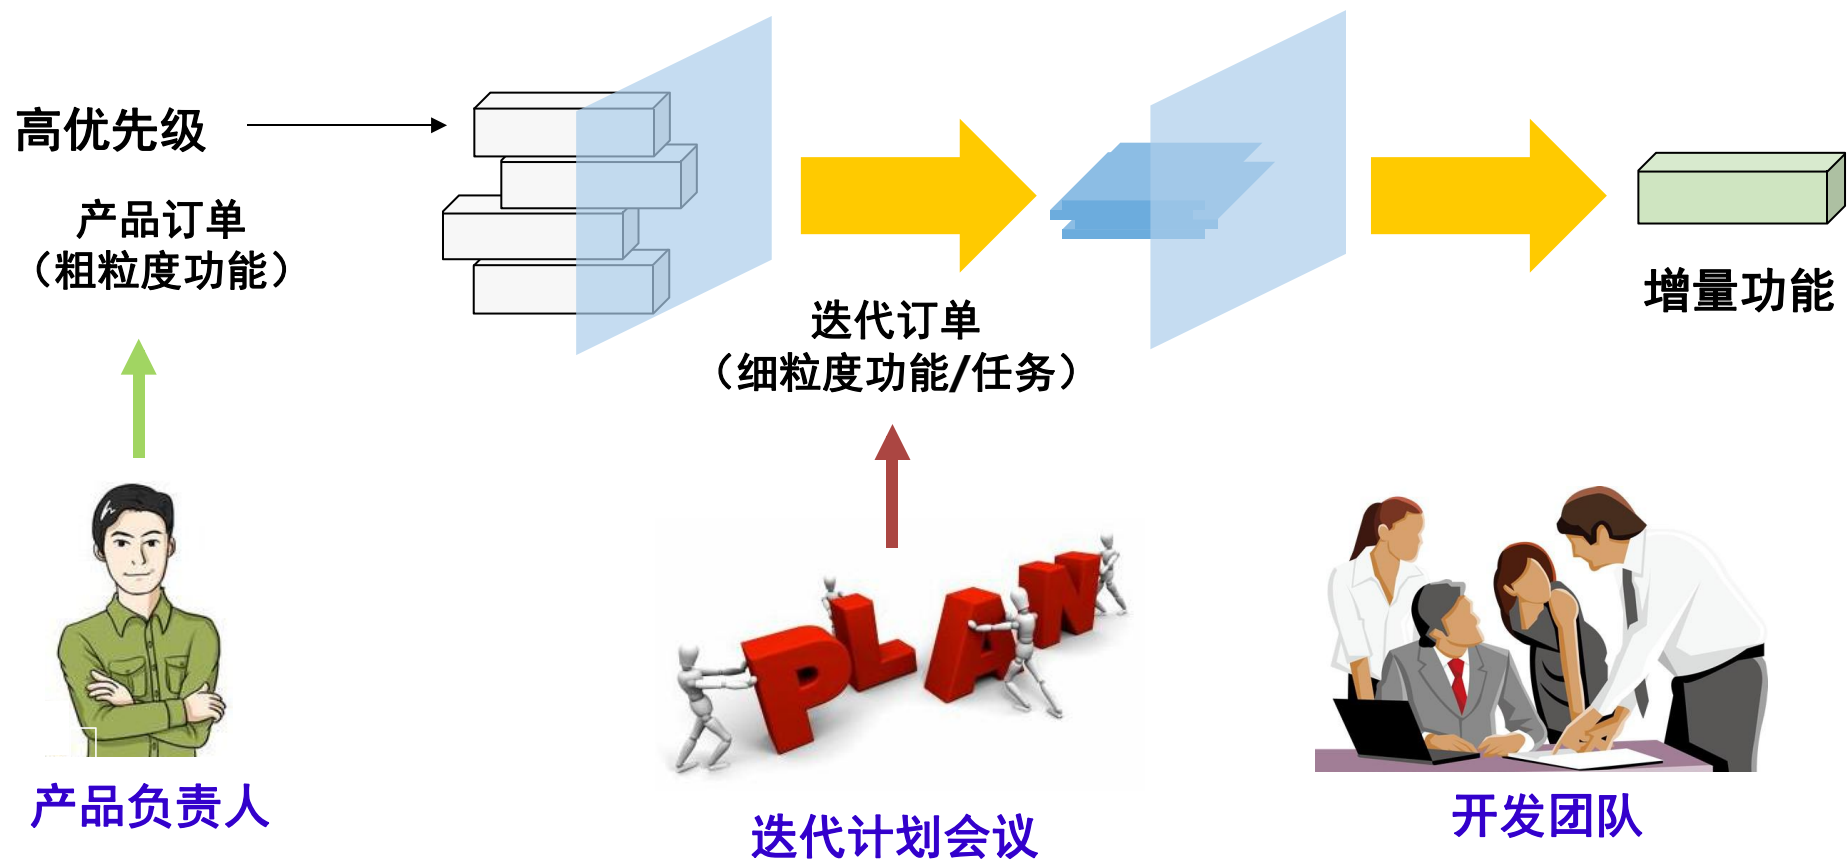 高优先级
产品订单
（粗粒度功能）
迭代订单
（细粒度功能/任务）
增量功能
PLAN
产品负责人
迭代计划会议
开发团队